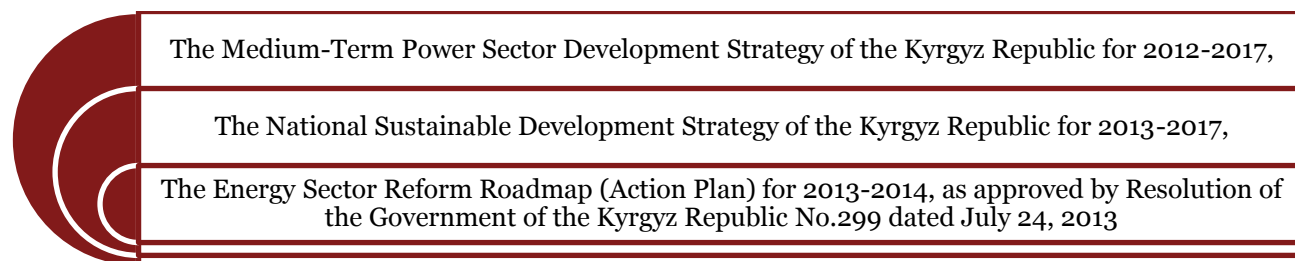 The Medium-Term Power Sector Development Strategy of the Kyrgyz Republic for 2012-2017,
The National Sustainable Development Strategy of the Kyrgyz Republic for 2013-2017,
The Energy Sector Reform Roadmap (Action Plan) for 2013-2014, as approved by Resolution of
the Government of the Kyrgyz Republic No.299 dated July 24, 2013